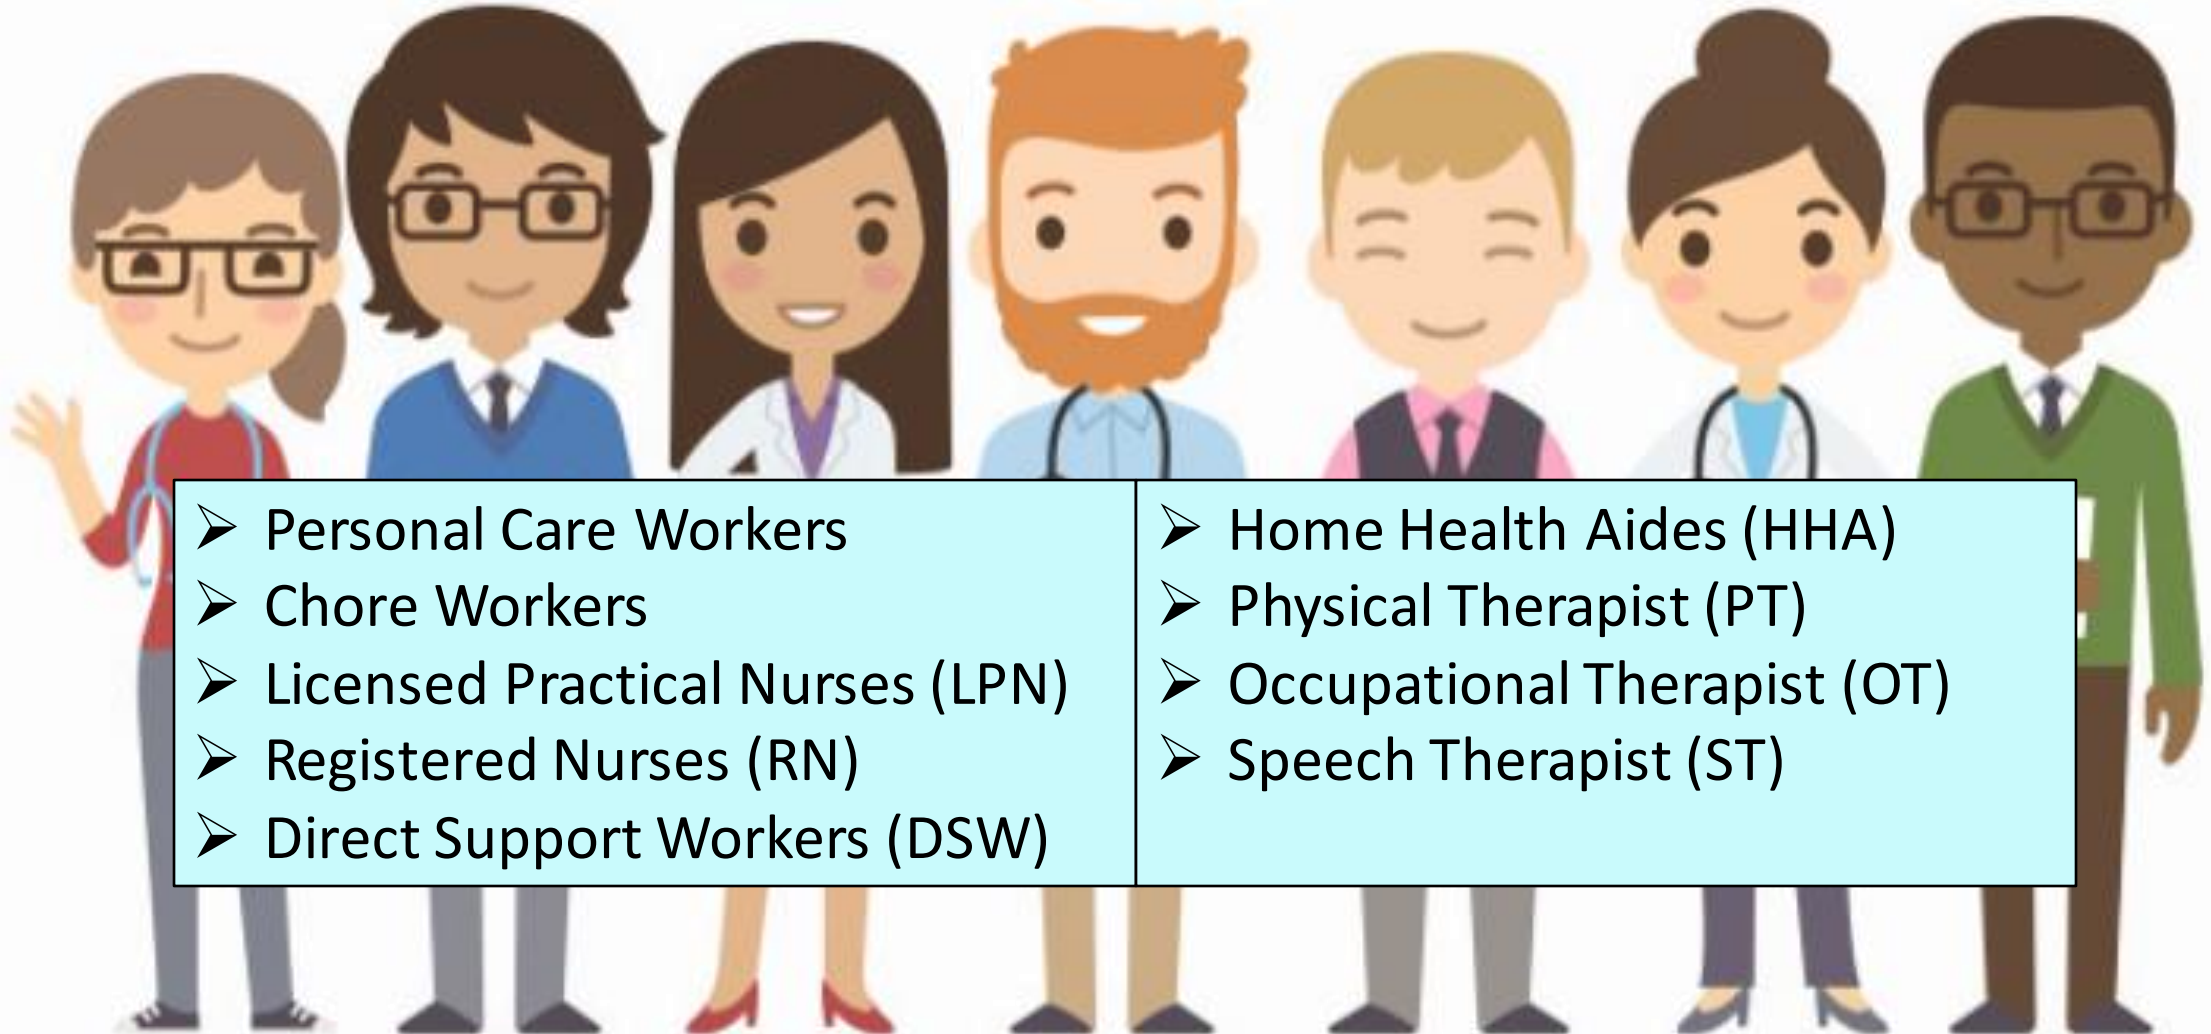 ➢ Personal Care Workers
➢ Chore Workers
➢ Licensed Practical Nurses (LPN)
➢ Registered Nurses (RN)
➢ Direct Support Workers (DSW)
➢ Home Health Aides (HHA)
➢ Physical Therapist (PT)
➢ Occupational Therapist (OT)
➢ Speech Therapist (ST)